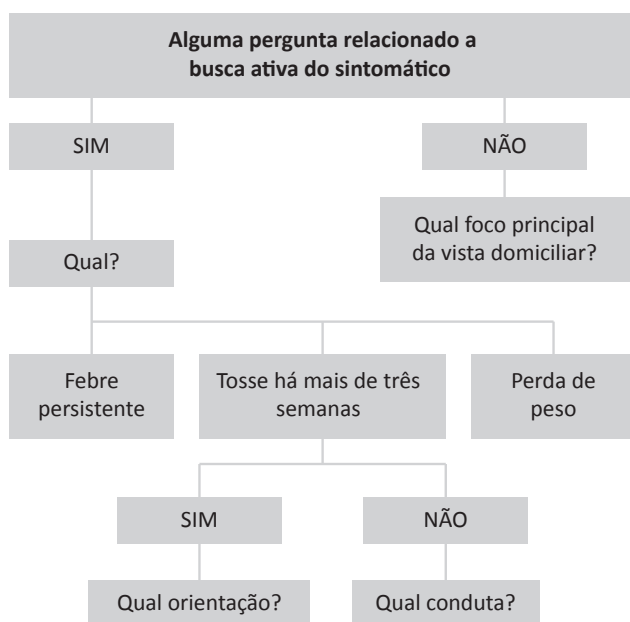 Alguma pergunta relacionado a
busca ativa do sintomático
SIM
NÃO
Qual foco principal
da vista domiciliar?
Qual?
Febre
persistente
Tosse há mais de três
semanas
Perda de
peso
SIM
NÃO
Qual orientação?
Qual conduta?